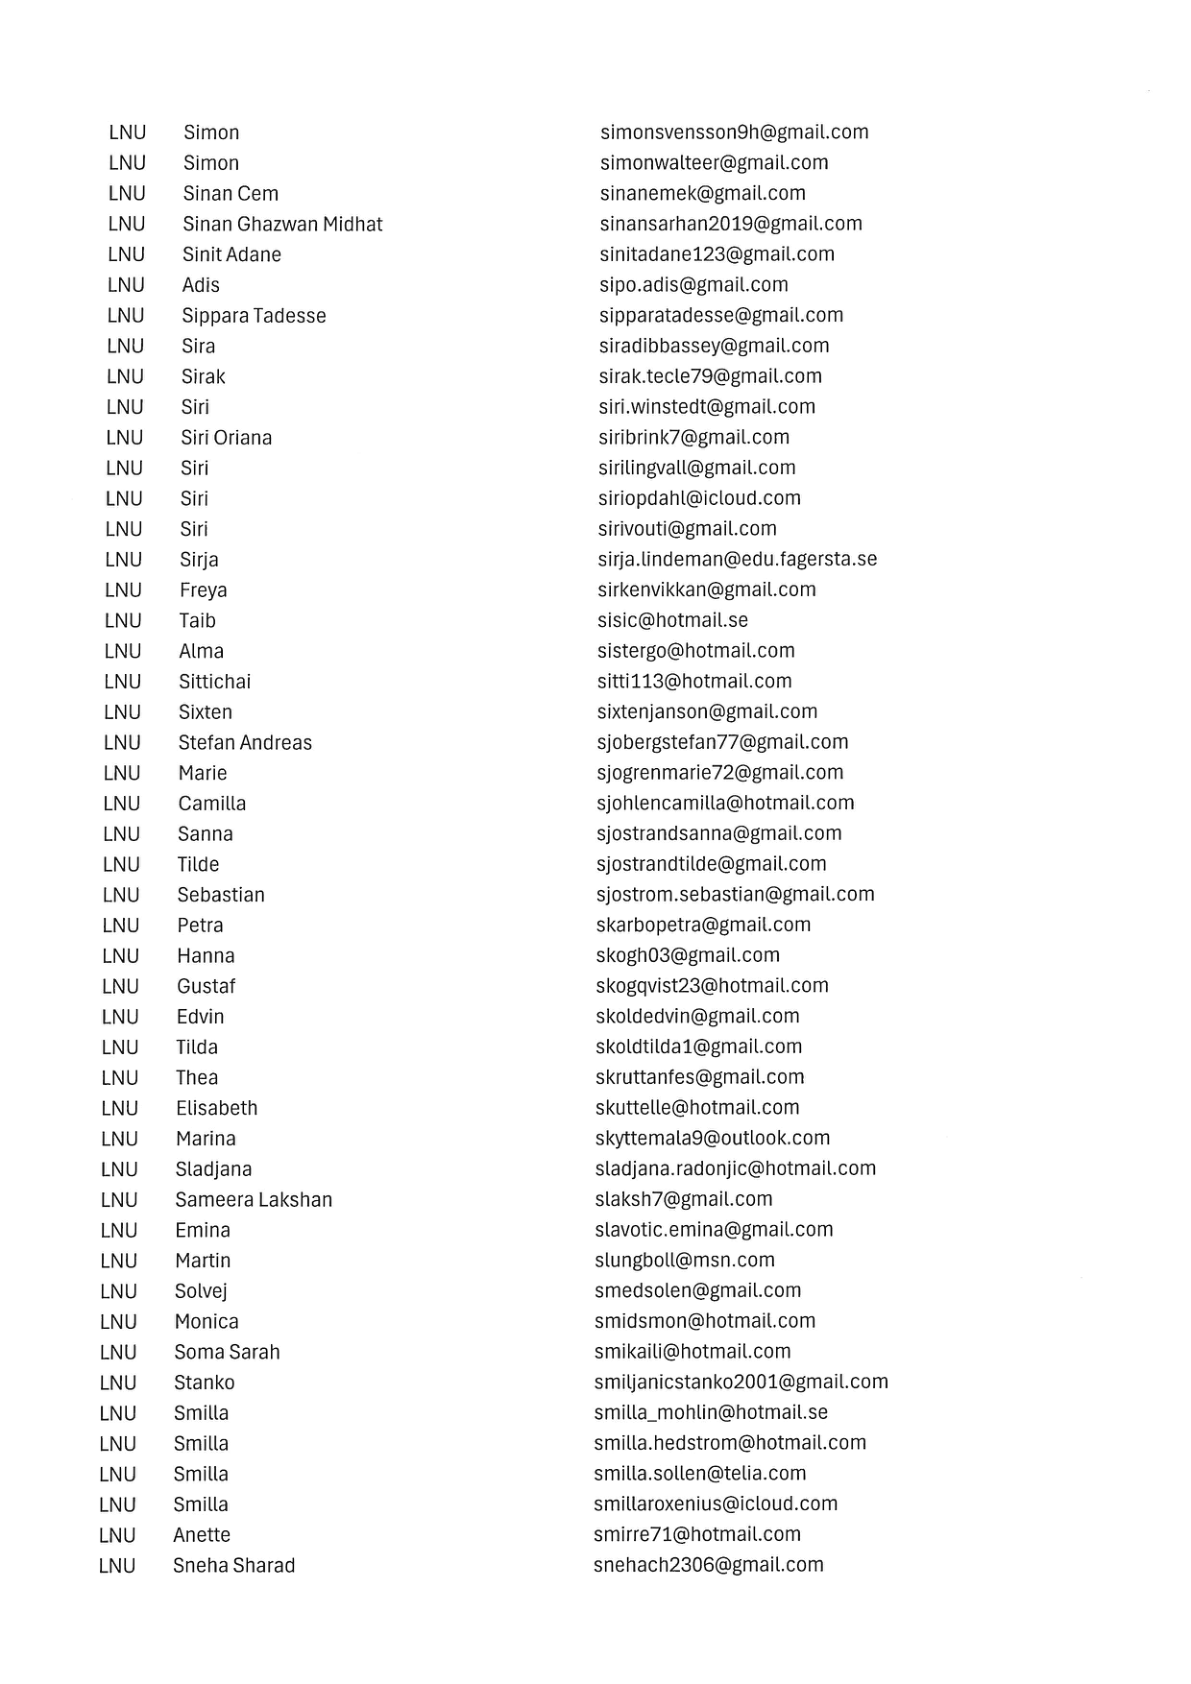 LNU Simon simonsvensson9h@gmail.com
LNU Simon simonwalteer@gmail.com
LNU Sinan Cem sinanemek@gmail.com
LNU Sinan Ghazwan Midhat sinansarhan2019@gmail.com
LNU Sinit Adane sinitadane123@gmail.com
LNU Adis sipo.adis@gmail.com
LNU Sippara Tadesse sipparatadesse@gmail.com
LNU Sira siradibbassey@gmail.com
LNU Sirak sirak.tecle79@gmail.com
LNU Siri siri.winstedt@gmail.com
LNU Siri Oriana siribrink7@gmail.com
LNU Siri sirilingvall@gmail.com
LNU Siri siriopdahl@icloud.com
LNU Siri sirivouti@gmail.com
LNU Sirja sirja.lindeman@edu.fagersta.se
LNU Freya sirkenvikkan@gmail.com
LNU Taib sisic@hotmail.se
LNU Alma sistergo@hotmail.com
LNU Sittichai sitti113@hotmail.com
LNU Sixten sixtenjanson@gmail.com
LNU Stefan Andreas sjobergstefan77@gmail.com
LNU Marie sjogrenmarie72@gmail.com
LNU Camilla sjohlencamilla@hotmail.com
LNU Sanna sjostrandsanna@gmail.com
LNU Tilde sjostrandtilde@gmail.com
LNU Sebastian sjostrom.sebastian@gmail.com
LNU Petra skarbopetra@gmail.com
LNU Hanna skogh03@gmail.com
LNU Gustaf skogqvist23@hotmail.com
LNU Edvin skoldedvin@gmail.com
LNU Tilda skoldtilda1@gmail.com
LNU Thea skruttanfes@gmail.com
LNU Elisabeth skuttelle@hotmail.com
LNU Marina skyttemala9@outlook.com
LNU Sladjana sladjana.radonjic@hotmail.com
LNU Sameera Lakshan slaksh7@gmail.com
LNU Emina slavotic.emina@gmail.com
LNU Martin slungboll@msn.com
LNU Solvej smedsolen@gmail.com
LNU Monica smidsmon@hotmail.com
LNU Soma Sarah smikaili@hotmail.com
LNU Stanko smiljanicstanko2001@gmail.com
LNU Smilla smilla_mohlin@hotmail.se
LNU Smilla smilla.hedstrom@hotmail.com
LNU Smilla smilla.sollen@telia.com
LNU Smilla smillaroxenius@icloud.com
LNU Anette smirre71@hotmail.com
LNU Sneha Sharad snehach2306@gmail.com